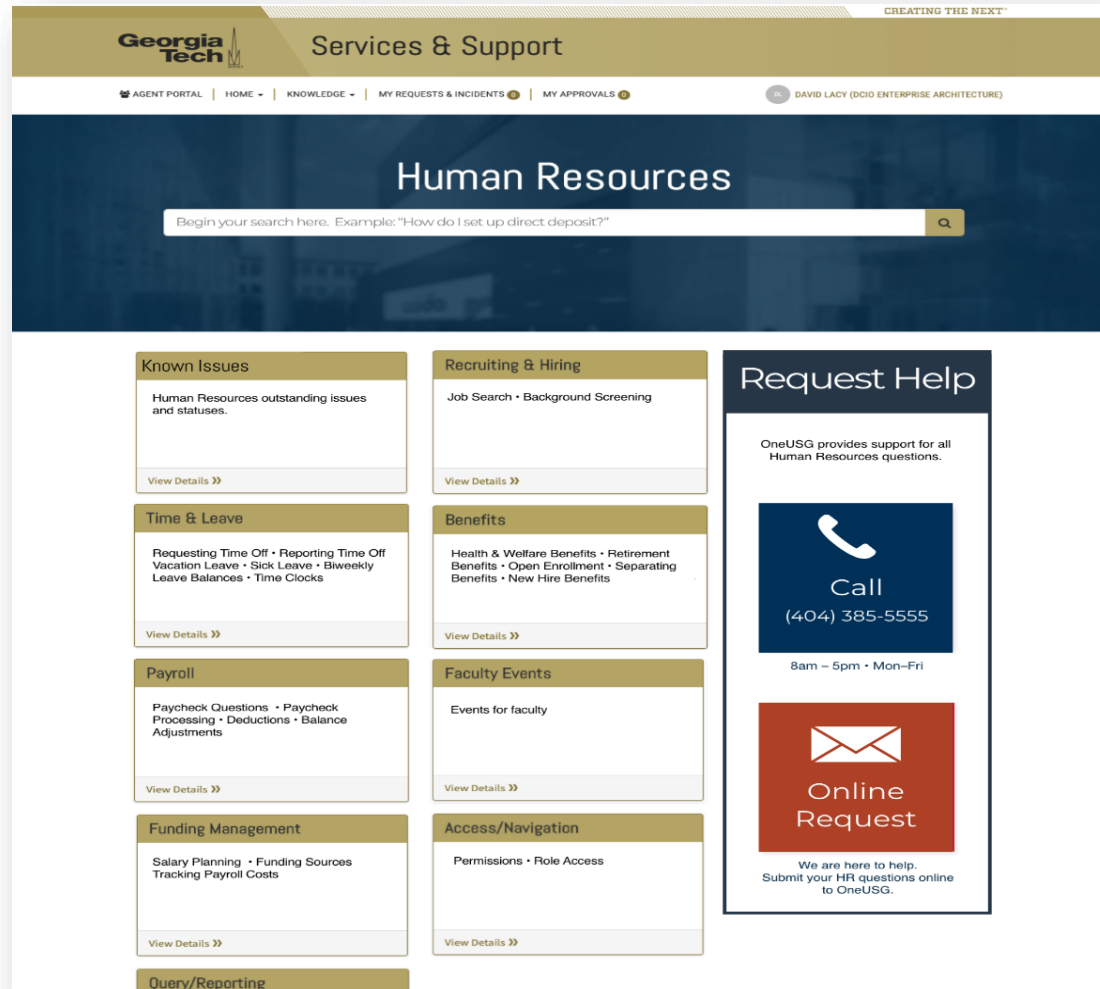 CREATING THE NEXT
Georgia
Tech
Services & Support
AGENT PORTAL | HOME | KNOWLEDGE | MY REQUESTS & INCIDENTS 0 | MY APPROVALS 0
DL DAVID LACY (DCIO ENTERPRISE ARCHITECTURE)
Human Resources
Begin your search here. Example: "How do I set up direct deposit?"
Known Issues
Human Resources outstanding issues
and statuses.
View Details »
Recruiting & Hiring
Job Search • Background Screening
View Details »
Time & Leave
Requesting Time Off • Reporting Time Off
Vacation Leave • Sick Leave • Biweekly
Leave Balances • Time Clocks
View Details »
Benefits
Health & Welfare Benefits • Retirement
Benefits • Open Enrollment • Separating
Benefits • New Hire Benefits
View Details »
Payroll
Paycheck Questions • Paycheck
Processing • Deductions • Balance
Adjustments
View Details »
Faculty Events
Events for faculty
View Details »
Funding Management
Salary Planning • Funding Sources
Tracking Payroll Costs
View Details »
Access/Navigation
Permissions • Role Access
View Details »
Query/Reporting
Request Help
OneUSG provides support for all
Human Resources questions.
Call
(404) 385-5555
8am – 5pm • Mon–Fri
Online
Request
We are here to help.
Submit your HR questions online
to OneUSG.